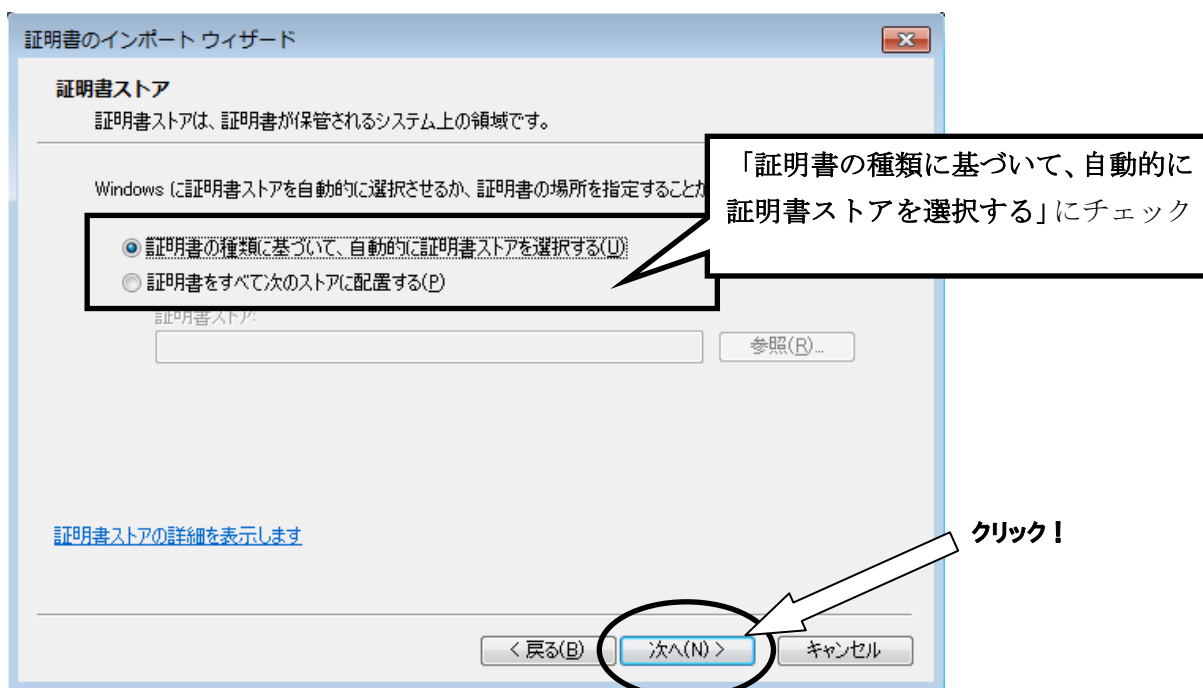 証明書のインポート ウィザード
証明書ストア
証明書ストアは、証明書が保管されるシステム上の領域です。
Windows に証明書ストアを自動的に選択させるか、証明書の場所を指定することが
「証明書の種類に基づいて、自動的に
証明書ストアを選択する」にチェック
証明書の種類に基づいて、自動的に証明書ストアを選択する(U)
証明書をすべて次のストアに配置する(P)
証明書ストア:
参照(R)...
証明書ストアの詳細を表示します
クリック！
< 戻る(B)
次へ(N) >
キャンセル